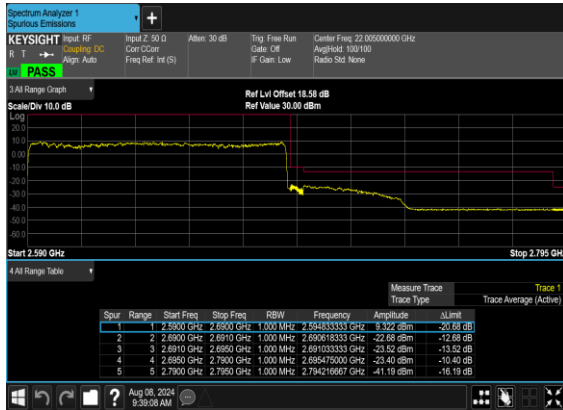 Spectrum Analyzer 1
Spurious Emissions
KEYSIGHT Input: RF Input Z: 50 Ω Atten: 30 dB Trig: Free Run Center Freq: 22.005000000 GHz
R T Coupling: DC Corr CCorr Gate: Off Avg|Hold: 100/100
Align: Auto Freq Ref: Int (S) IF Gain: Low Radio Std: None
PASS
3 All Range Graph
Ref Lvl Offset 18.58 dB
Scale/Div 10.0 dB Ref Value 30.00 dBm
Log
20.0
10.0
0.00
-10.0
-20.0
-30.0
-40.0
-50.0
-60.0
Start 2.590 GHz Stop 2.795 GHz
4 All Range Table
Measure Trace Trace 1
Trace Type Trace Average (Active)
Spur Range Start Freq Stop Freq RBW Frequency Amplitude ΔLimit
1 1 2.5900 GHz 2.6900 GHz 1.000 MHz 2.594833333 GHz 9.322 dBm -20.68 dB
2 2 2.6900 GHz 2.6910 GHz 1.000 MHz 2.690618333 GHz -22.68 dBm -12.68 dB
3 3 2.6910 GHz 2.6950 GHz 1.000 MHz 2.691033333 GHz -23.52 dBm -13.52 dB
4 4 2.6950 GHz 2.7900 GHz 1.000 MHz 2.695475000 GHz -23.40 dBm -10.40 dB
5 5 2.7900 GHz 2.7950 GHz 1.000 MHz 2.794216667 GHz -41.19 dBm -16.19 dB
Aug 08, 2024
9:39:08 AM